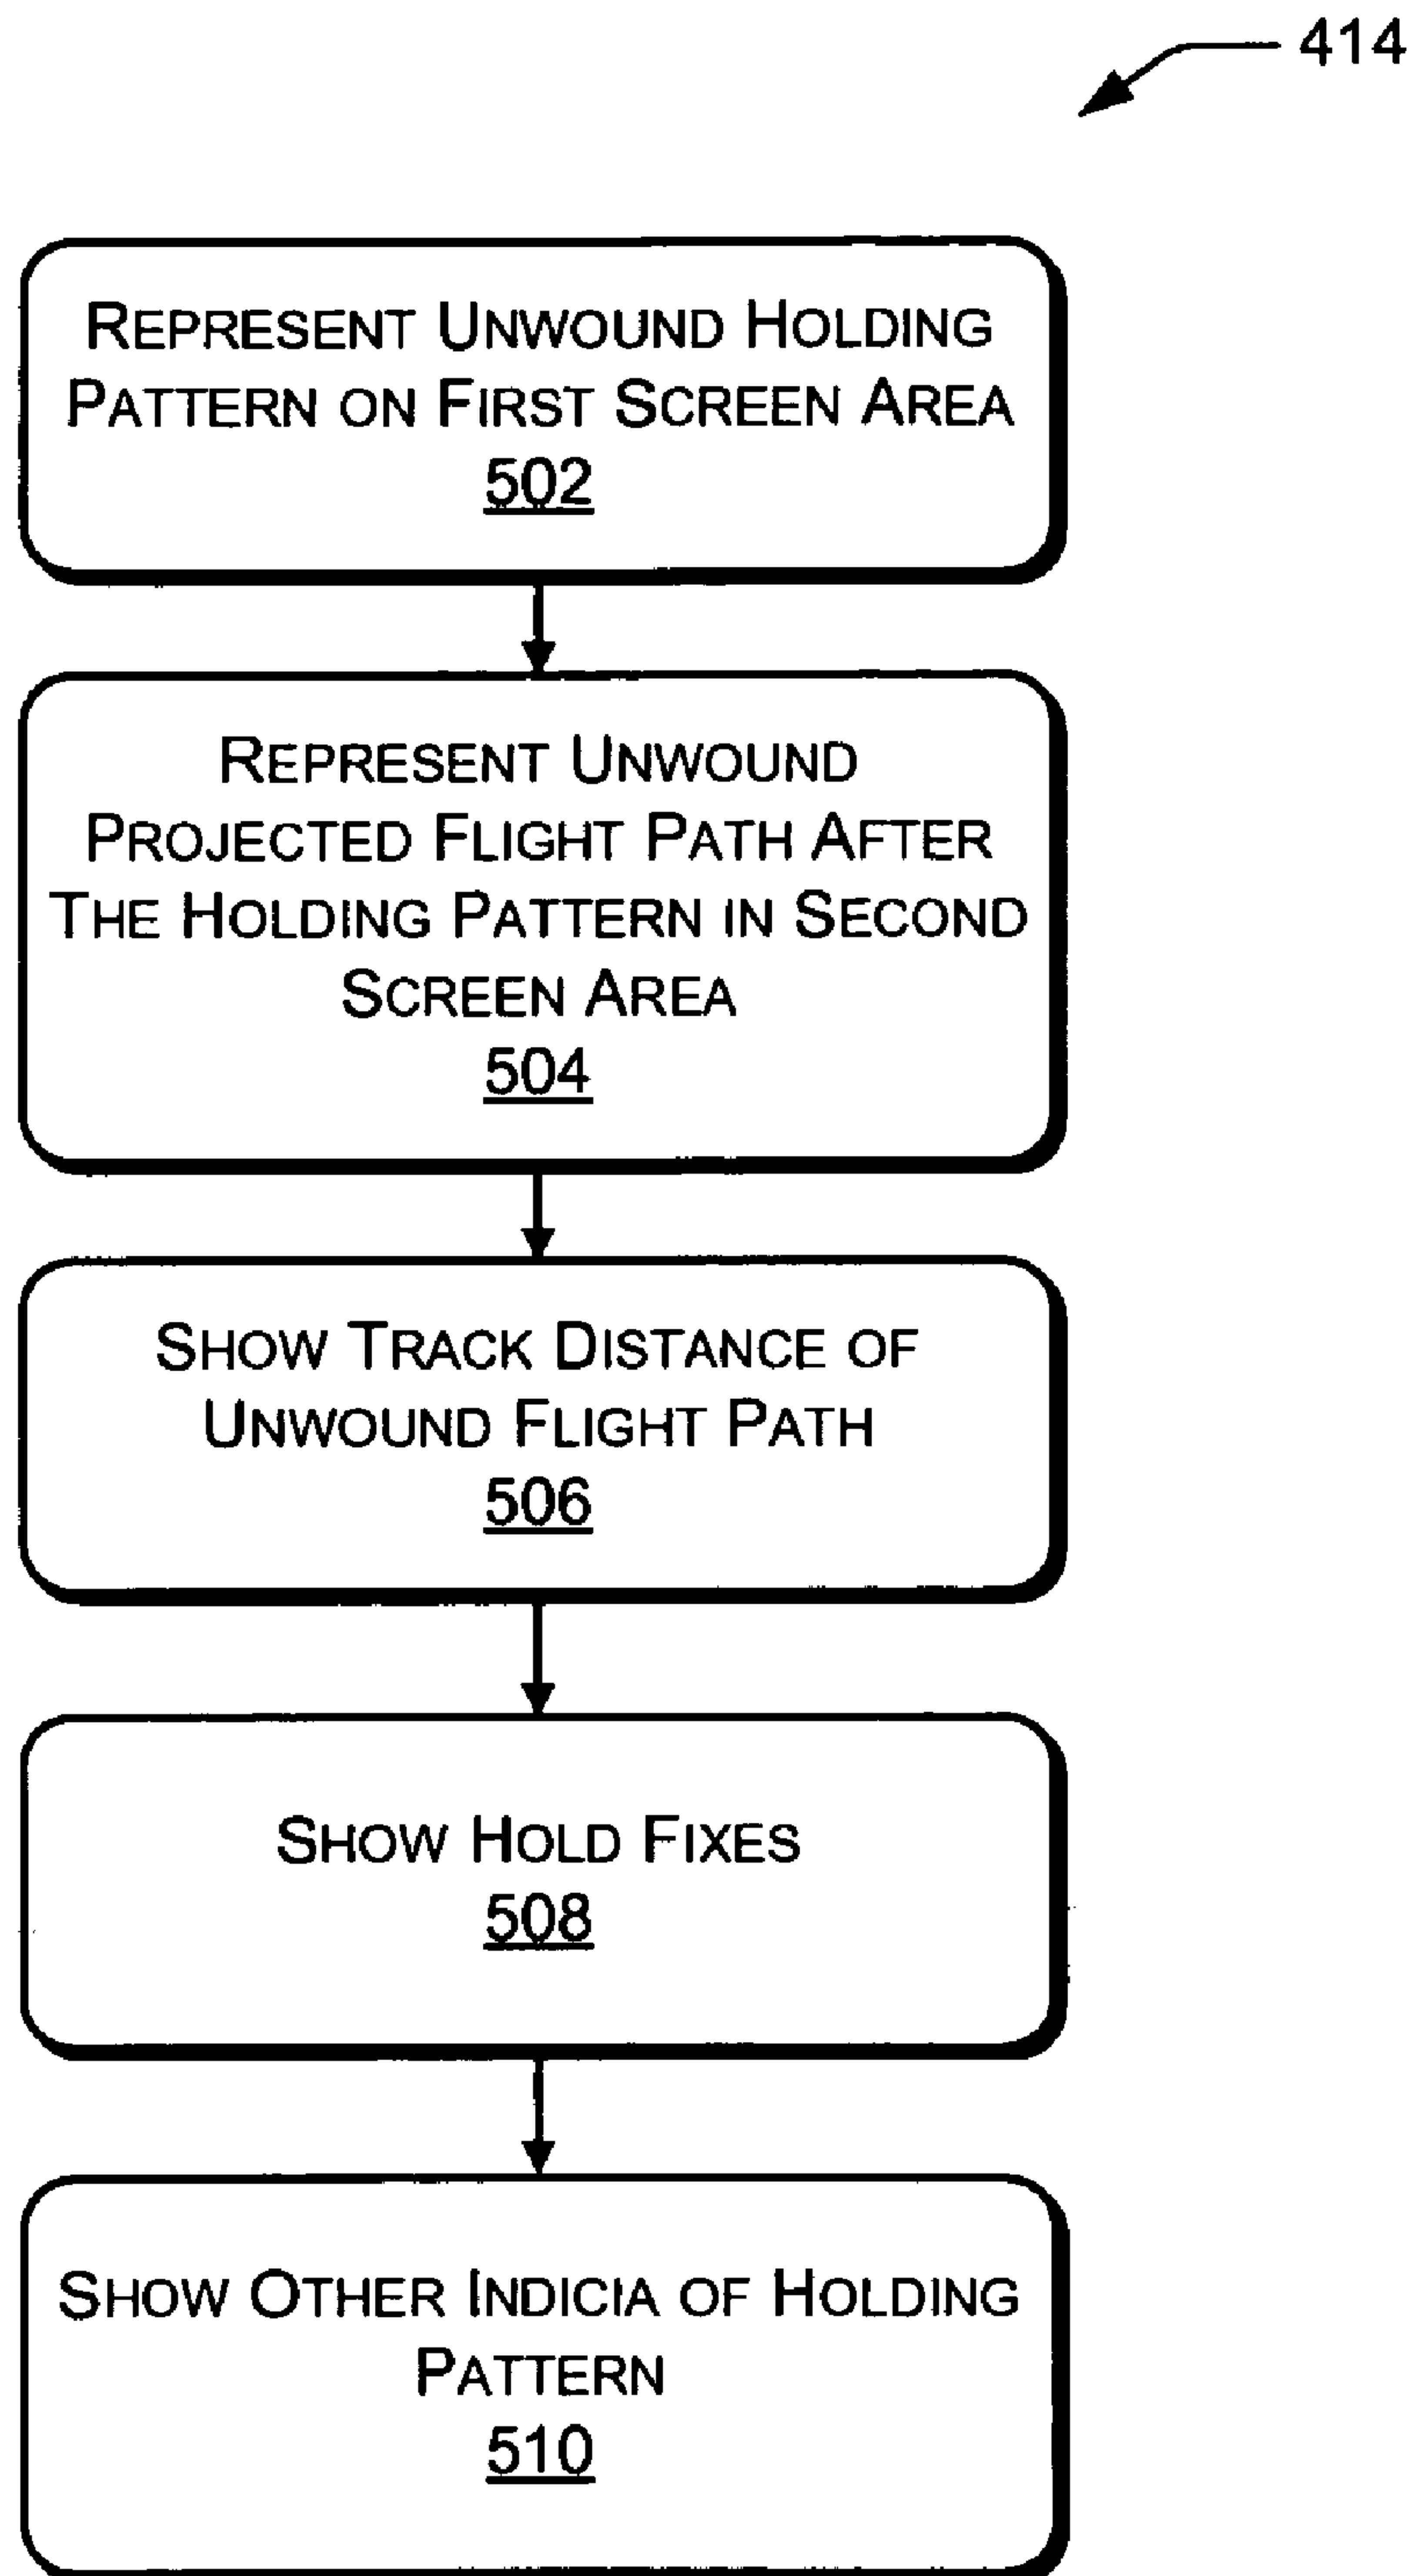 414
REPRESENT UNWOUND HOLDING
PATTERN ON FIRST SCREEN AREA
502
REPRESENT UNWOUND
PROJECTED FLIGHT PATH AFTER
THE HOLDING PATTERN IN SECOND
SCREEN AREA
504
SHOW TRACK DISTANCE OF
UNWOUND FLIGHT PATH
506
SHOW HOLD FIXES
508
SHOW OTHER INDICIA OF HOLDING
PATTERN
510